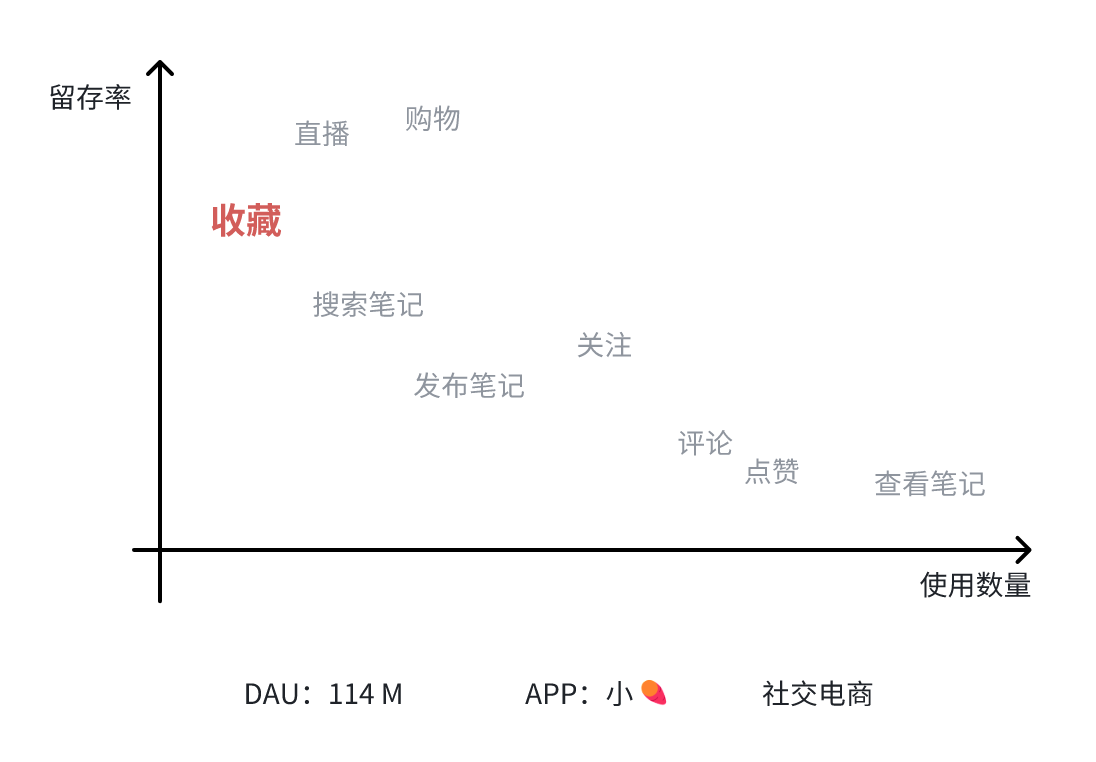 留存率
直播
购物
收藏
搜索笔记
关注
发布笔记
评论
点赞
查看笔记
使用数量
DAU：114 M
APP：小
社交电商